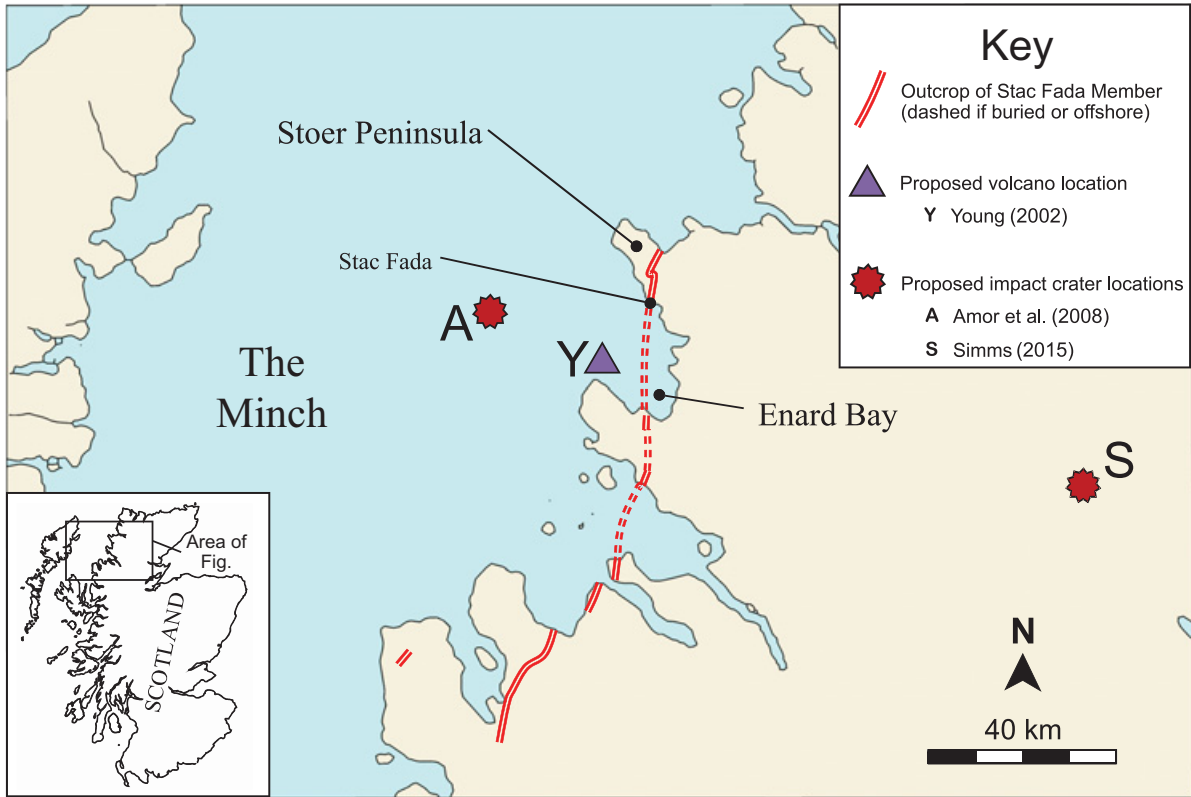 Key
Outcrop of Stac Fada Member
(dashed if buried or offshore)
Proposed volcano location
Y Young (2002)
Proposed impact crater locations
A Amor et al. (2008)
S Simms (2015)
Stoer Peninsula
Stac Fada
A
Y
The
Minch
Enard Bay
S
Area of
Fig.
SCOTLAND
N
40 km